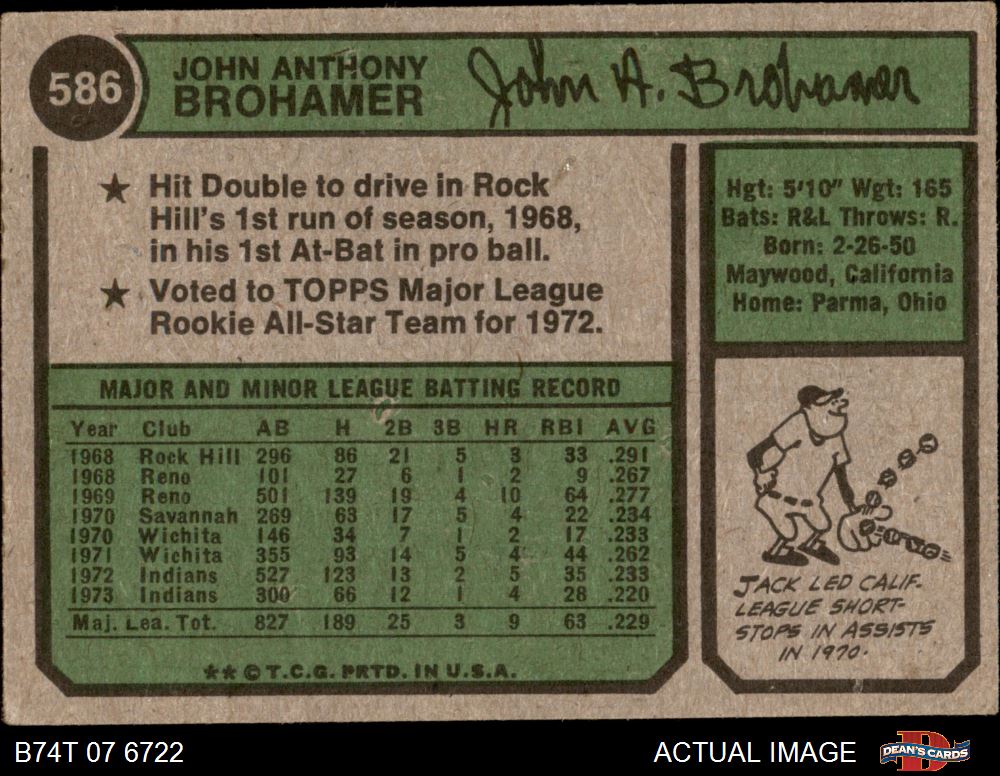 586
JOHN ANTHONY
BROHAMER
John A. Brohamer
★ Hit Double to drive in Rock
Hill's 1st run of season, 1968,
in his 1st At-Bat in pro ball.
★ Voted to TOPPS Major League
Rookie All-Star Team for 1972.
Hgt: 5'10" Wgt: 165
Bats: R&L Throws: R.
Born: 2-26-50
Maywood, California
Home: Parma, Ohio
MAJOR AND MINOR LEAGUE BATTING RECORD
Year Club AB H 2B 3B HR RBI AVG
1968 Rock Hill 296 86 21 5 3 33 .291
1968 Reno 101 27 6 1 2 9 .267
1969 Reno 501 139 19 4 10 64 .277
1970 Savannah 269 63 17 5 4 22 .234
1970 Wichita 146 34 7 1 2 17 .233
1971 Wichita 355 93 14 5 4 44 .262
1972 Indians 527 123 13 2 5 35 .233
1973 Indians 300 66 12 1 4 28 .220
Maj. Lea. Tot. 827 189 25 3 9 63 .229
** © T.C.G. PRTD. IN U.S.A.
JACK LED CALIF.
LEAGUE SHORT-
STOPS IN ASSISTS
IN 1970.
B74T 07 6722
ACTUAL IMAGE
D
DEAN'S CARDS